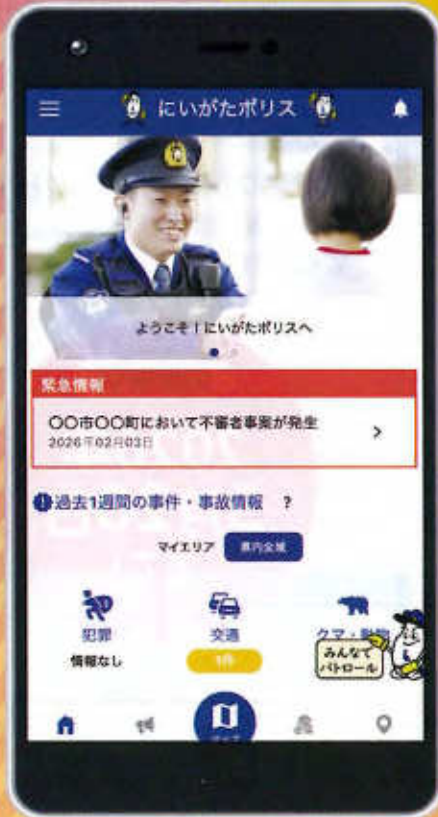 にいがたポリス
ようこそ！にいがたポリスへ
緊急情報
〇〇市〇〇町において不審者事案が発生
2026年02月03日
過去1週間の事件・事故情報 ?
マイエリア
県内全域
犯罪
交通
クマ・動物
情報なし
1件
みんなで
パトロール